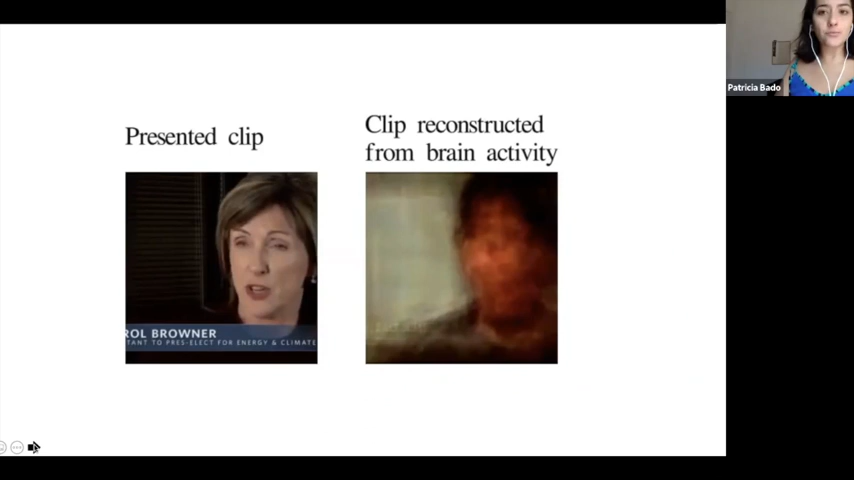 Patricia Bado
Presented clip
Clip reconstructed
from brain activity
ROL BROWNER
TANT TO PRES-ELECT FOR ENERGY & CLIMATE